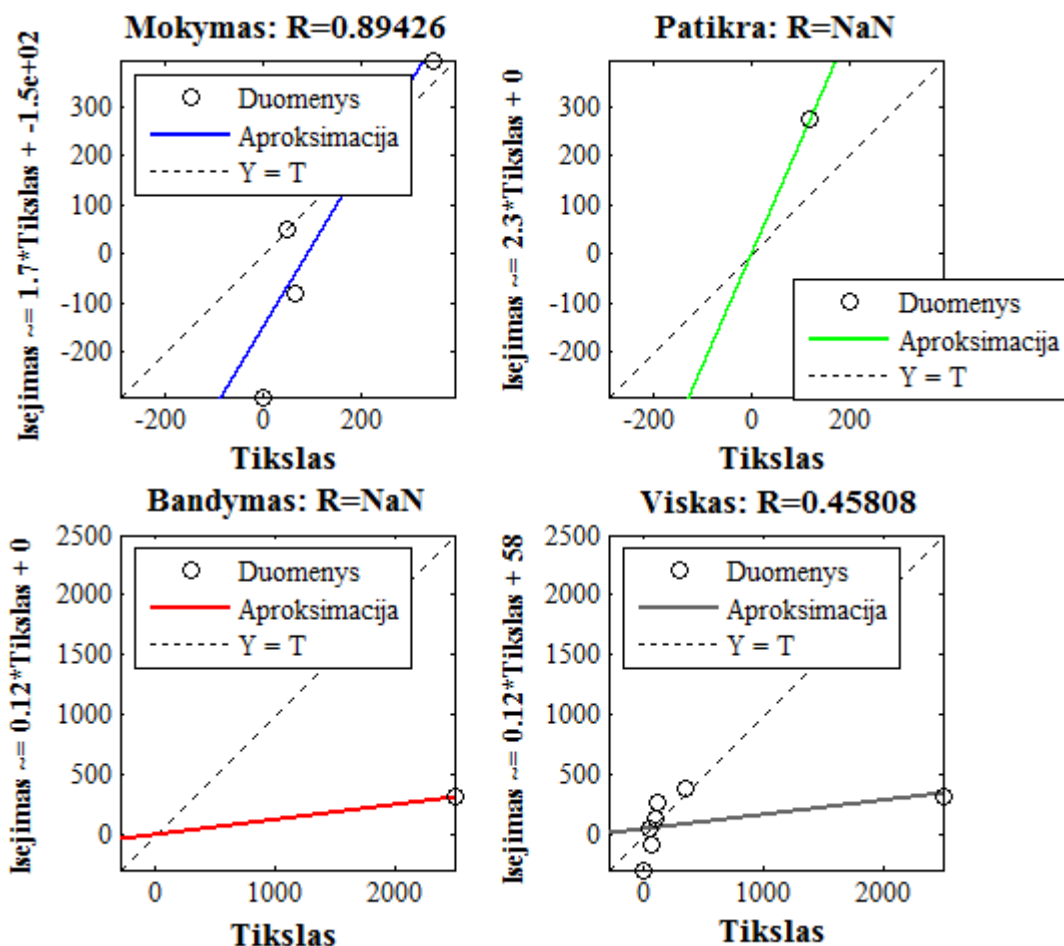 Mokymas: R=0.89426
Isejimas ~= 1.7*Tikslas + -1.5e+02
300
200
100
0
-100
-200
Duomenys
Aproksimacija
Y = T
-200
0
200
Tikslas
Patikra: R=NaN
Isejimas ~= 2.3*Tikslas + 0
300
200
100
0
-100
-200
Duomenys
Aproksimacija
Y = T
-200
0
200
Tikslas
Bandymas: R=NaN
Isejimas ~= 0.12*Tikslas + 0
2500
2000
1500
1000
500
0
Duomenys
Aproksimacija
Y = T
0
1000
2000
Tikslas
Viskas: R=0.45808
Isejimas ~= 0.12*Tikslas + 58
2500
2000
1500
1000
500
0
Duomenys
Aproksimacija
Y = T
0
1000
2000
Tikslas